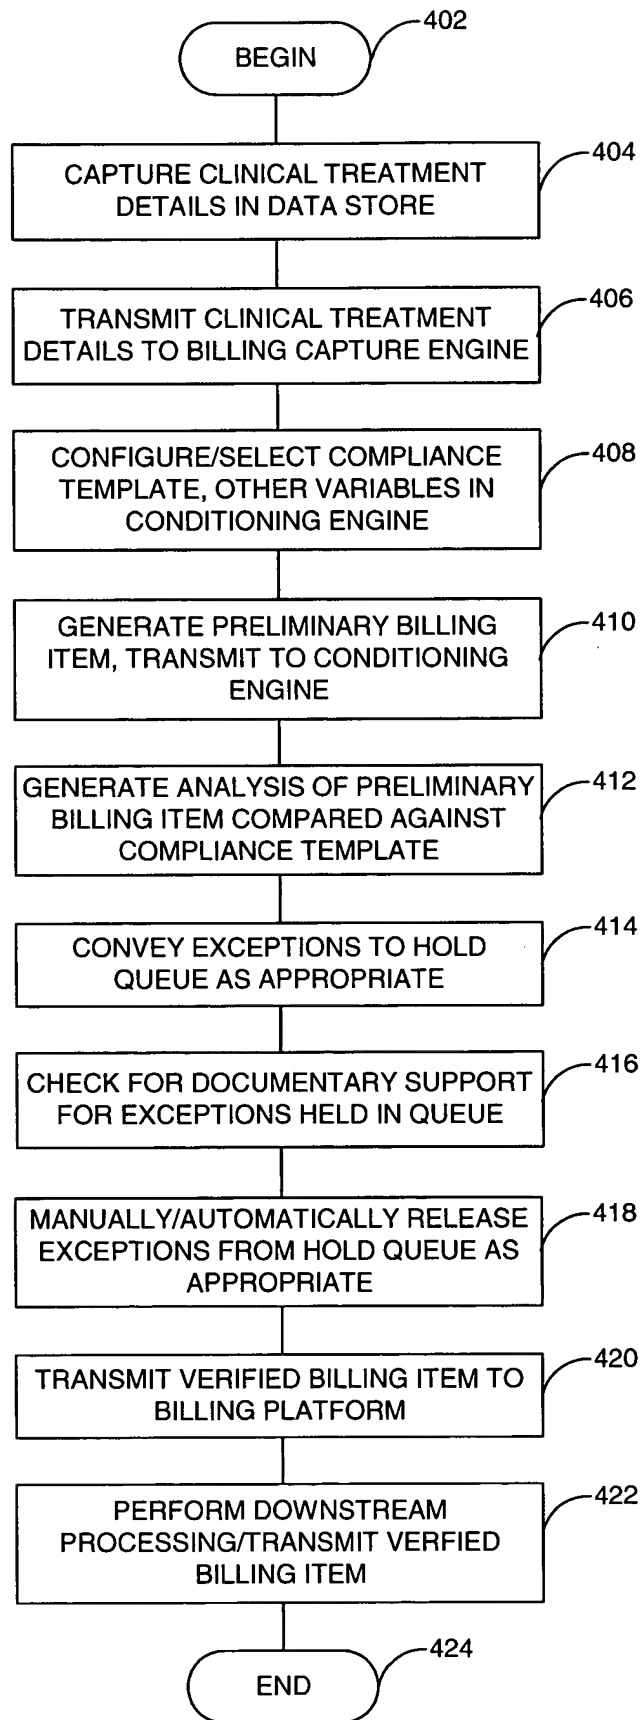 402
BEGIN
404
CAPTURE CLINICAL TREATMENT
DETAILS IN DATA STORE
406
TRANSMIT CLINICAL TREATMENT
DETAILS TO BILLING CAPTURE ENGINE
408
CONFIGURE/SELECT COMPLIANCE
TEMPLATE, OTHER VARIABLES IN
CONDITIONING ENGINE
410
GENERATE PRELIMINARY BILLING
ITEM, TRANSMIT TO CONDITIONING
ENGINE
412
GENERATE ANALYSIS OF PRELIMINARY
BILLING ITEM COMPARED AGAINST
COMPLIANCE TEMPLATE
414
CONVEY EXCEPTIONS TO HOLD
QUEUE AS APPROPRIATE
416
CHECK FOR DOCUMENTARY SUPPORT
FOR EXCEPTIONS HELD IN QUEUE
418
MANUALLY/AUTOMATICALLY RELEASE
EXCEPTIONS FROM HOLD QUEUE AS
APPROPRIATE
420
TRANSMIT VERIFIED BILLING ITEM TO
BILLING PLATFORM
422
PERFORM DOWNSTREAM
PROCESSING/TRANSMIT VERFIED
BILLING ITEM
424
END